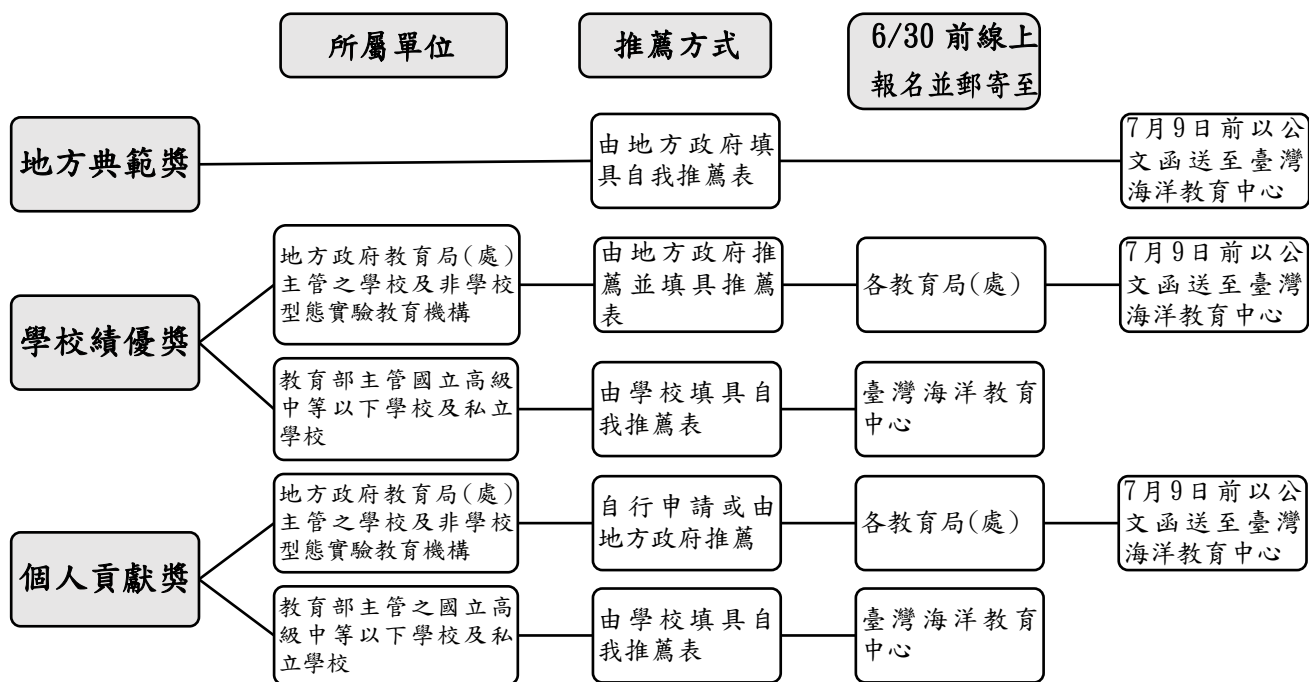 所屬單位
推薦方式
6/30 前線上
報名並郵寄至
地方典範獎
由地方政府填
具自我推薦表
7月9日前以公
文函送至臺灣
海洋教育中心
學校績優獎
地方政府教育局(處)
主管之學校及非學校
型態實驗教育機構
由地方政府推
薦並填具推薦
表
各教育局(處)
7月9日前以公
文函送至臺灣
海洋教育中心
教育部主管國立高級
中等以下學校及私立
學校
由學校填具自
我推薦表
臺灣海洋教育
中心
個人貢獻獎
地方政府教育局(處)
主管之學校及非學校
型態實驗教育機構
自行申請或由
地方政府推薦
各教育局(處)
7月9日前以公
文函送至臺灣
海洋教育中心
教育部主管之國立高
級中等以下學校及私
立學校
由學校填具自
我推薦表
臺灣海洋教育
中心